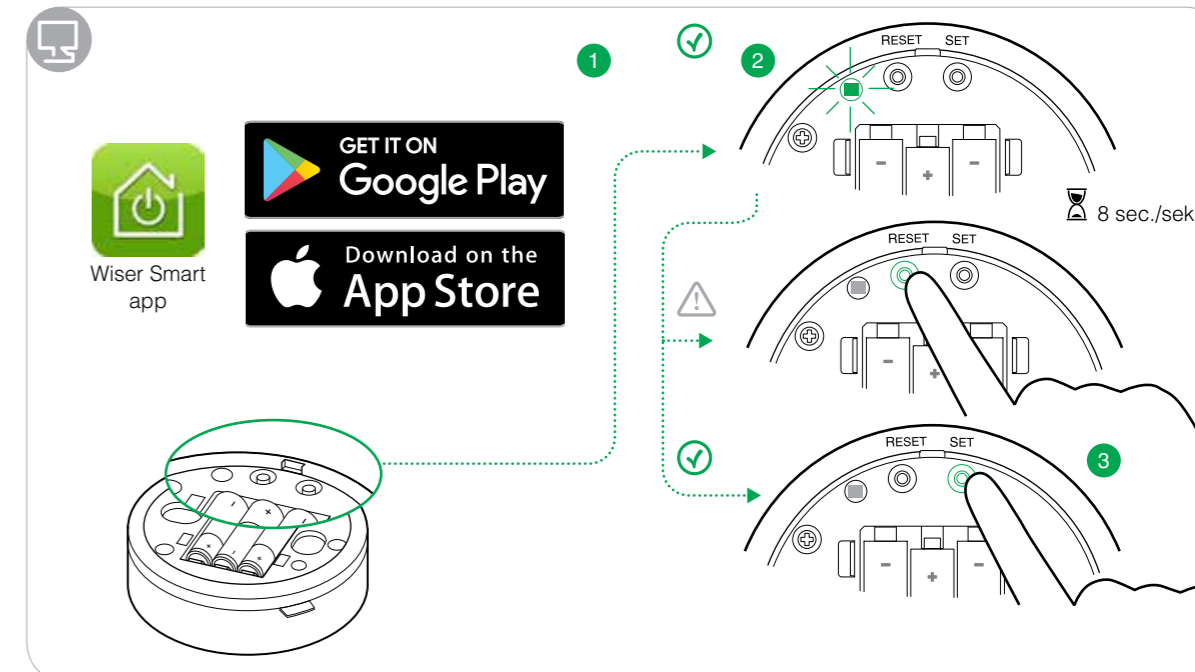 1
2
RESET SET
GET IT ON
Google Play
Download on the
App Store
Wiser Smart
app
- + -
8 sec./sek
RESET SET
- +
RESET SET
3
- + -
- + -
+ - +